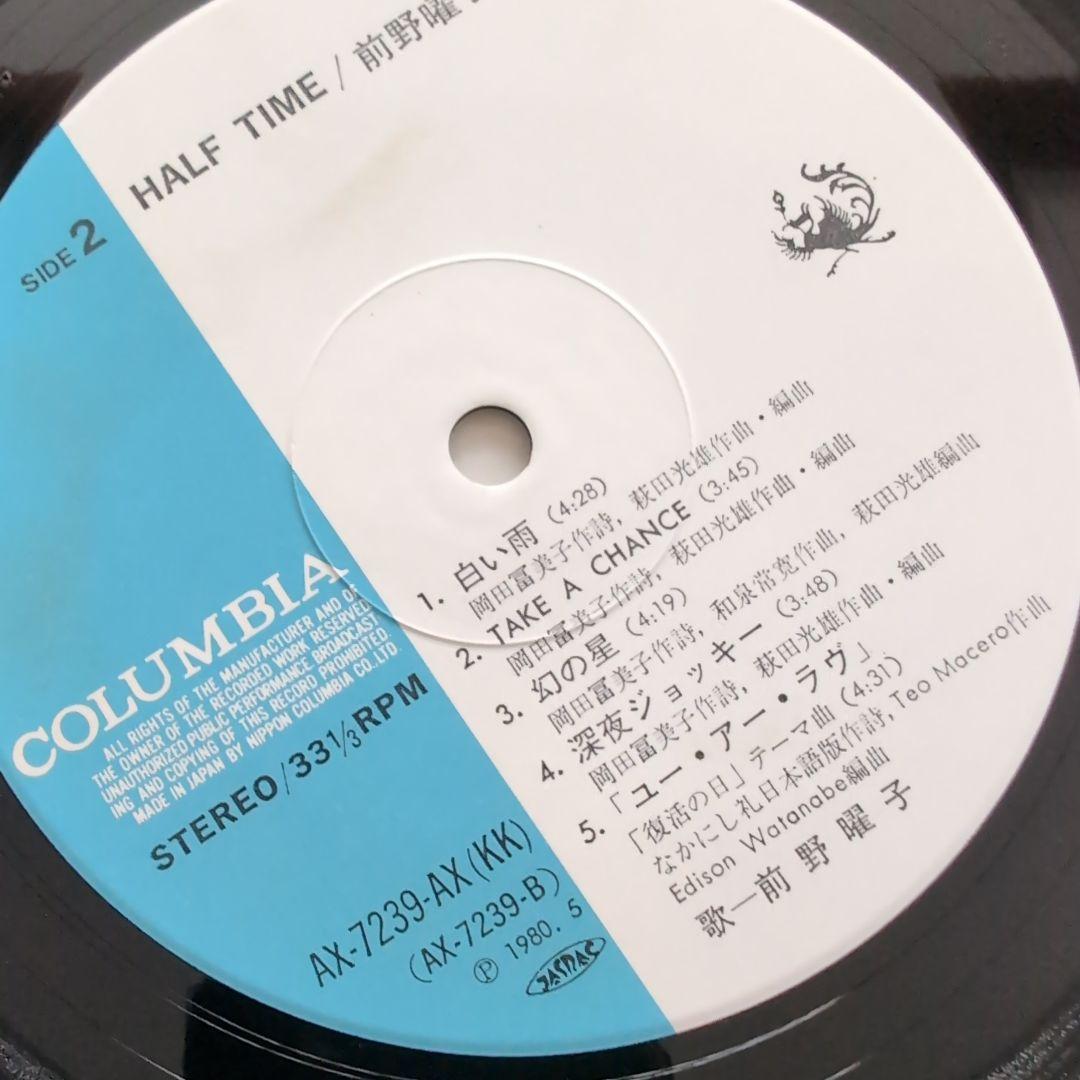 HALF TIME / 前野曜
SIDE 2
1. 白い雨 (4:28)
岡田冨美子作詩, 萩田光雄作曲・編曲
2. TAKE A CHANCE (3:45)
岡田冨美子作詩, 萩田光雄作曲・編曲
3. 幻の星 (4:19)
岡田冨美子作詩, 和泉常寛作曲, 萩田光雄編曲
4. 深夜ジョッキー (3:48)
岡田冨美子作詩, 萩田光雄作曲・編曲
5. 「ユー・アー・ラヴ」
「復活の日」テーマ曲 (4:31)
なかにし礼日本語版作詩, Teo Macero作曲
Edison Watanabe編曲
歌―前野曜子
COLUMBIA
ALL RIGHTS OF THE MANUFACTURER AND OF
THE OWNER OF THE RECORDED WORK RESERVED.
UNAUTHORIZED PUBLIC PERFORMANCE BROADCAST-
ING AND COPYING OF THIS RECORD PROHIBITED.
MADE IN JAPAN BY NIPPON COLUMBIA CO., LTD.
STEREO/33 1/3 RPM
AX-7239-AX(KK)
(AX-7239-B)
Ⓟ 1980. 5
JASRAC